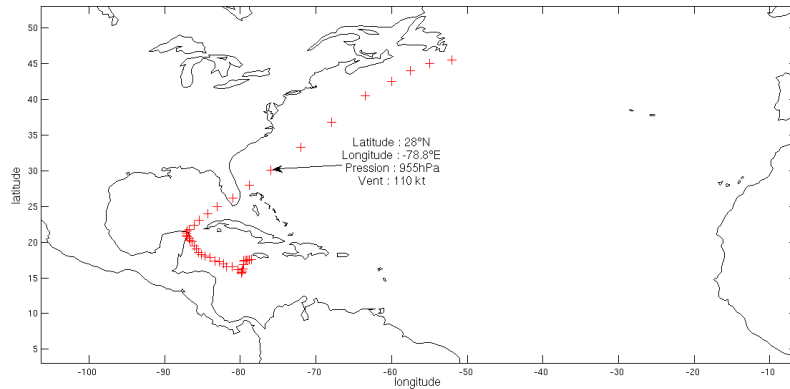 50
45
40
35
30
25
20
15
10
5
latitude
Latitude : 28°N
Longitude : -78.8°E
Pression : 955hPa
Vent : 110 kt
-100 -90 -80 -70 -60 -50 -40 -30 -20 -10
longitude